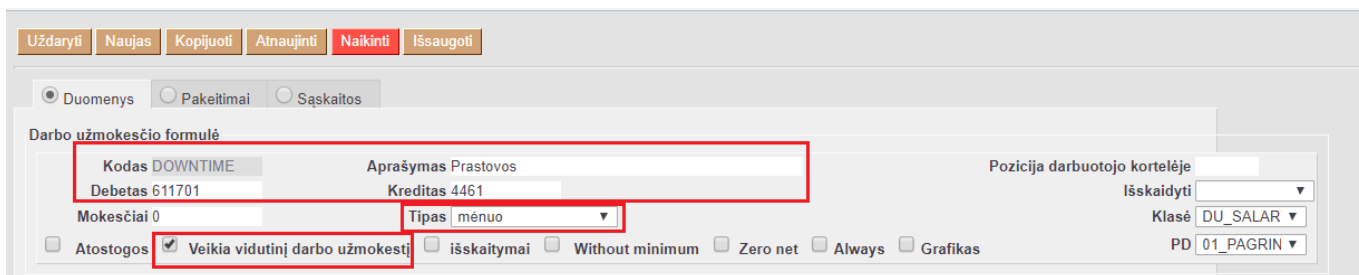 Uždaryti Naujas Kopijuoti Atnaujinti Naikinti Išsaugoti
Duomenys Pakeitimai Sąskaitos
Darbo užmokesčio formulė
Kodas DOWNTIME Aprašymas Prastovos Pozicija darbuotojo kortelėje
Debetas 611701 Kreditas 4461 Išskaidyti
Mokesčiai 0 Tipas mėnuo Klasė DU_SALAR
Atostogos Veikia vidutinį darbo užmokestį išskaitymai Without minimum Zero net Always Grafikas PD 01_PAGRIN